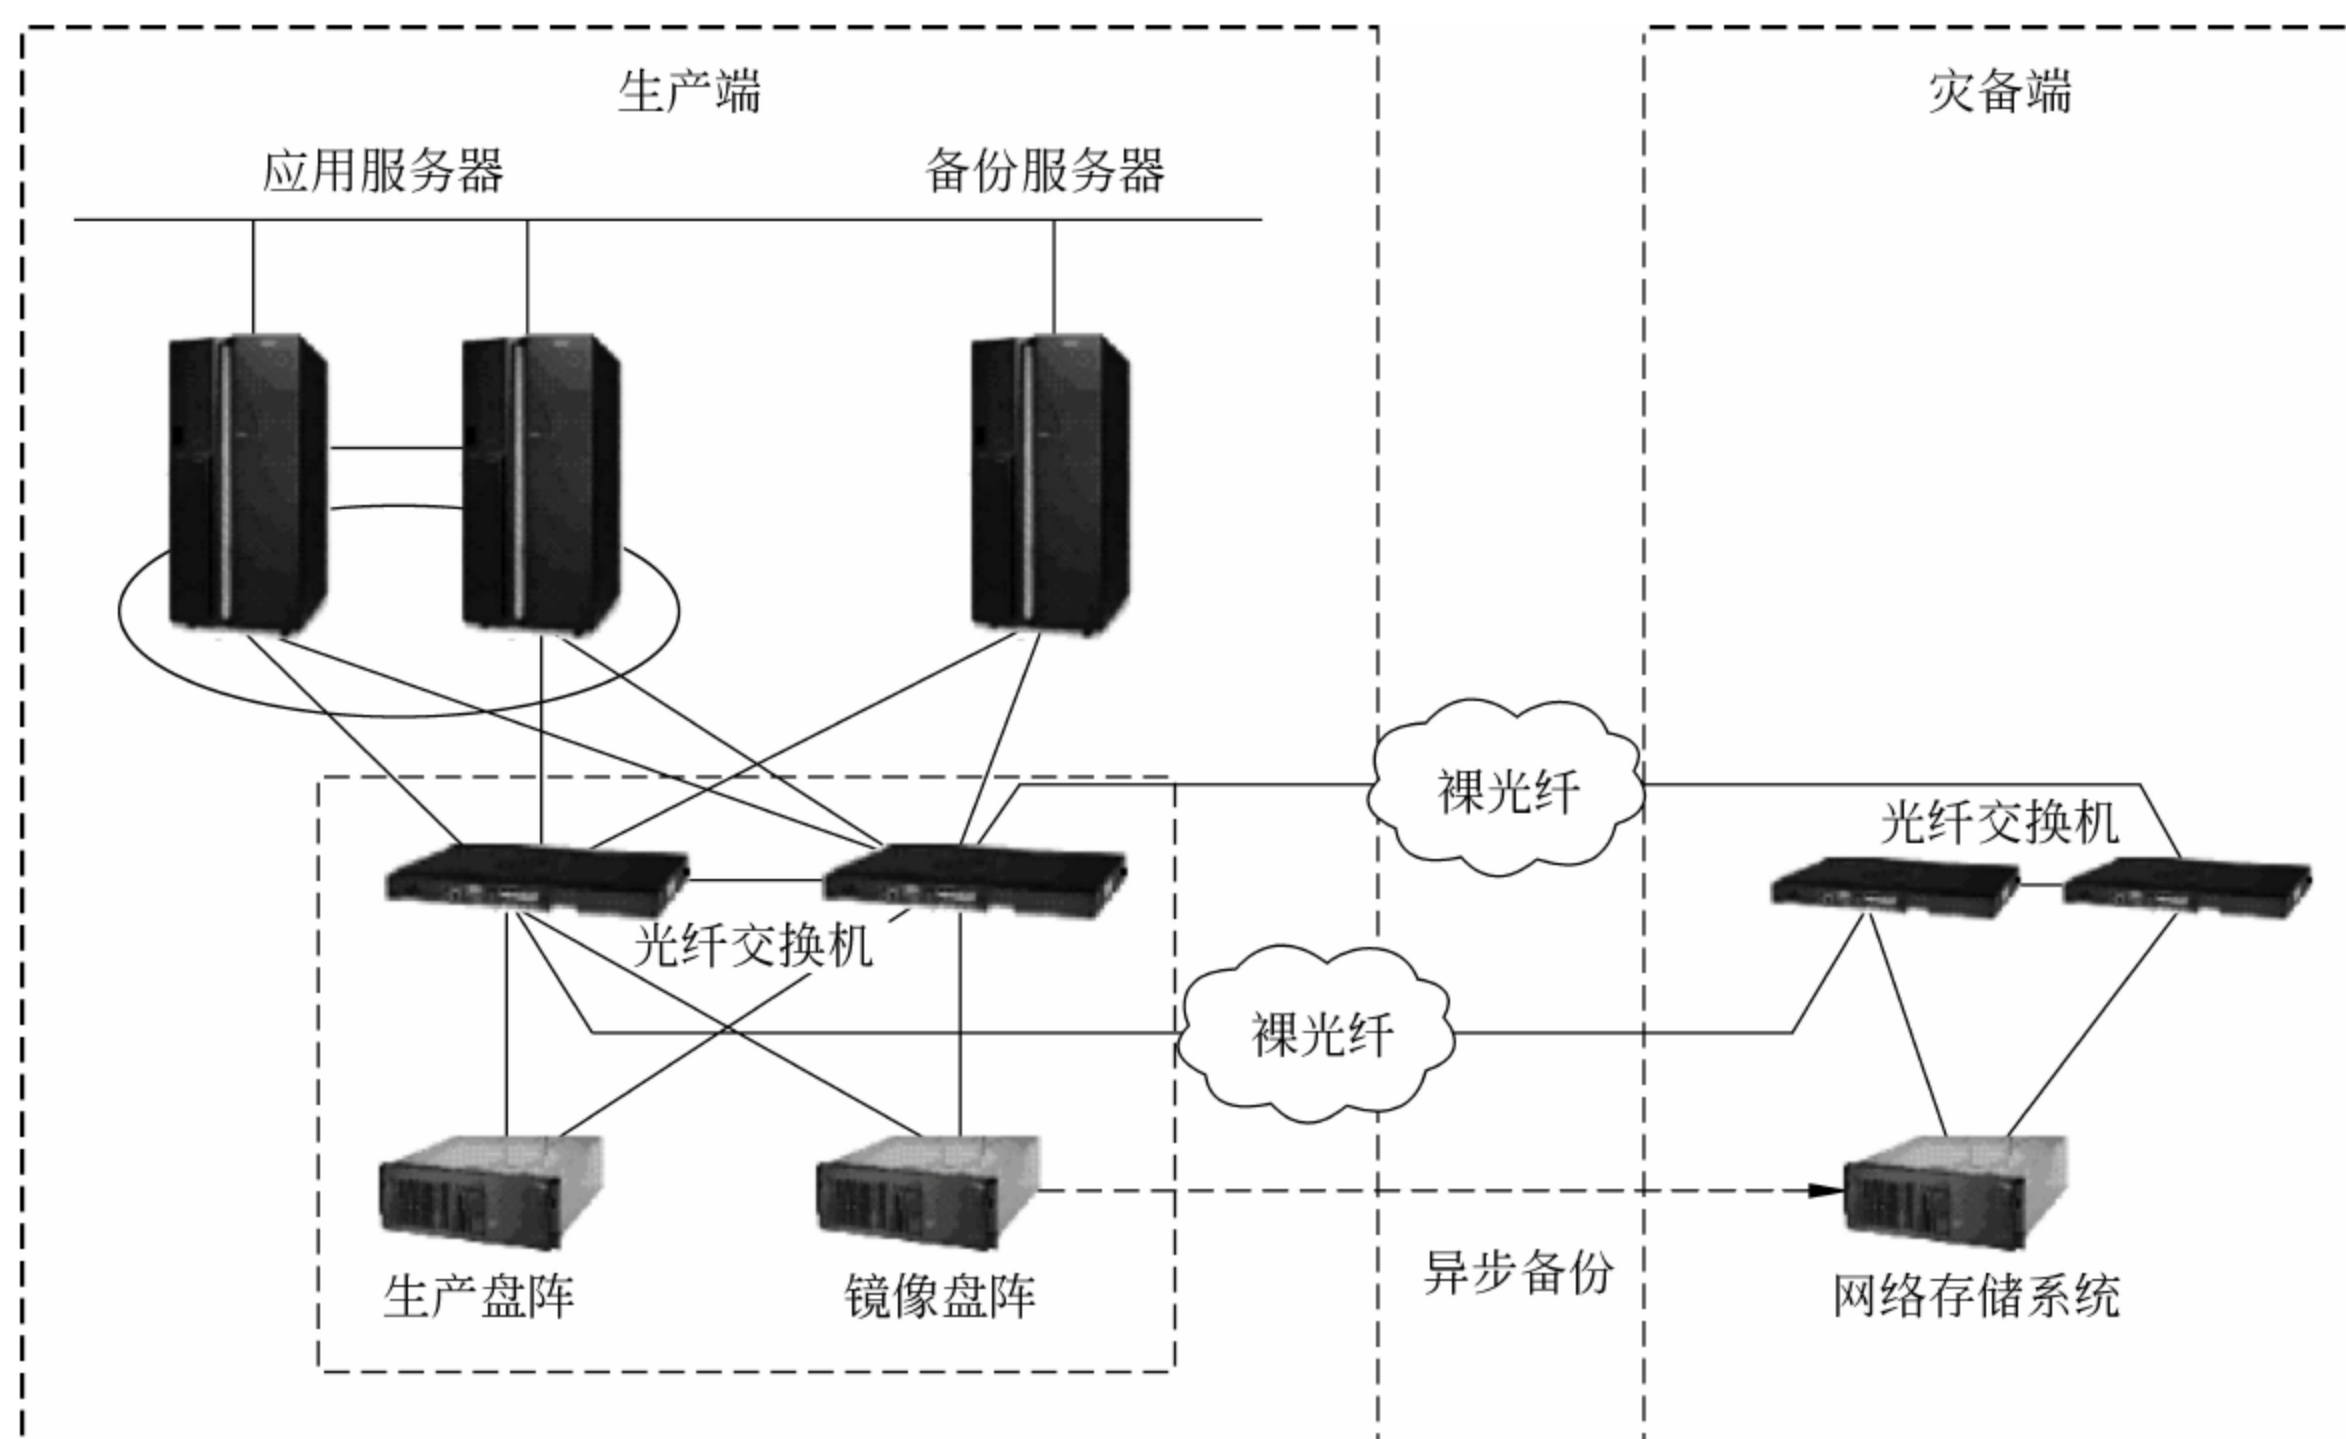 生产端
灾备端
应用服务器
备份服务器
裸光纤
光纤交换机
光纤交换机
裸光纤
异步备份
生产盘阵
镜像盘阵
网络存储系统